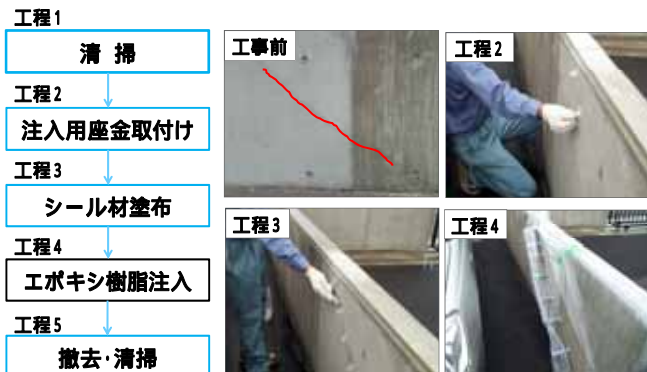 工程1
清 掃
工程2
注入用座金取付け
工程3
シール材塗布
工程4
エポキシ樹脂注入
工程5
撤去・清掃
工事前
工程2
工程3
工程4